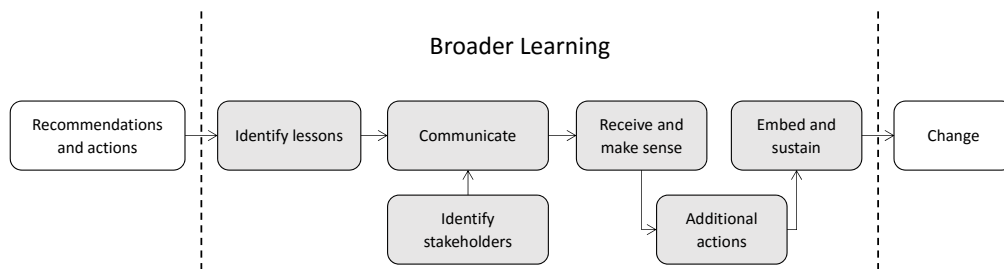 Broader Learning
Recommendations
and actions
Identify lessons
Communicate
Receive and
make sense
Embed and
sustain
Change
Identify
stakeholders
Additional
actions